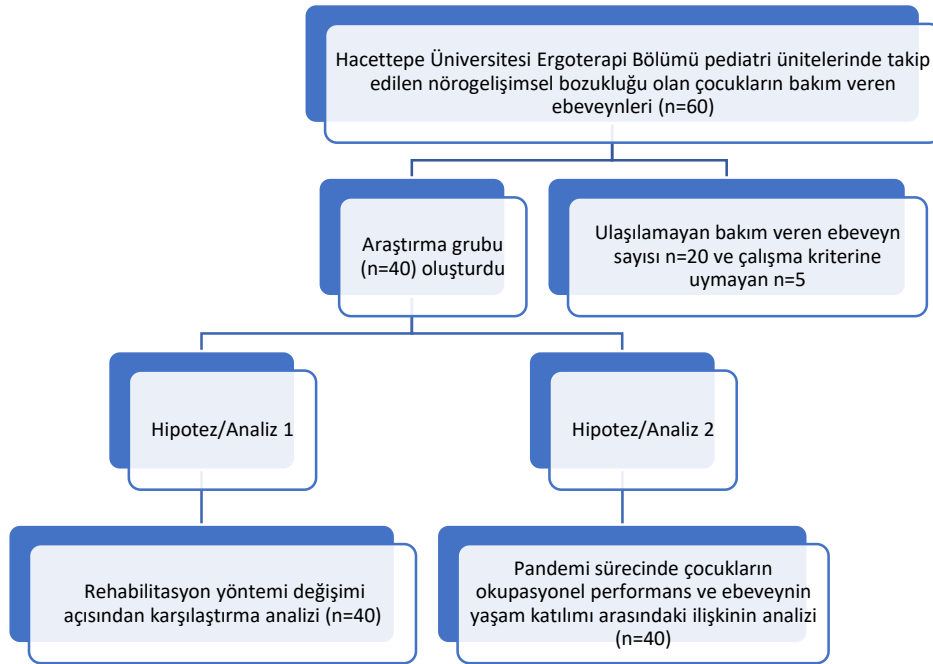 Hacettepe Üniversitesi Ergoterapi Bölümü pediatri ünitelerinde takip
edilen nörogelişimsel bozukluğu olan çocukların bakım veren
ebeveynleri (n=60)
Araştırma grubu
(n=40) oluşturdu
Ulaşılamayan bakım veren ebeveyn
sayısı n=20 ve çalışma kriterine
uymayan n=5
Hipotez/Analiz 1
Hipotez/Analiz 2
Rehabilitasyon yöntemi değişimi
açısından karşılaştırma analizi (n=40)
Pandemi sürecinde çocukların
okupasyonel performans ve ebeveynin
yaşam katılımı arasındaki ilişkinin analizi
(n=40)